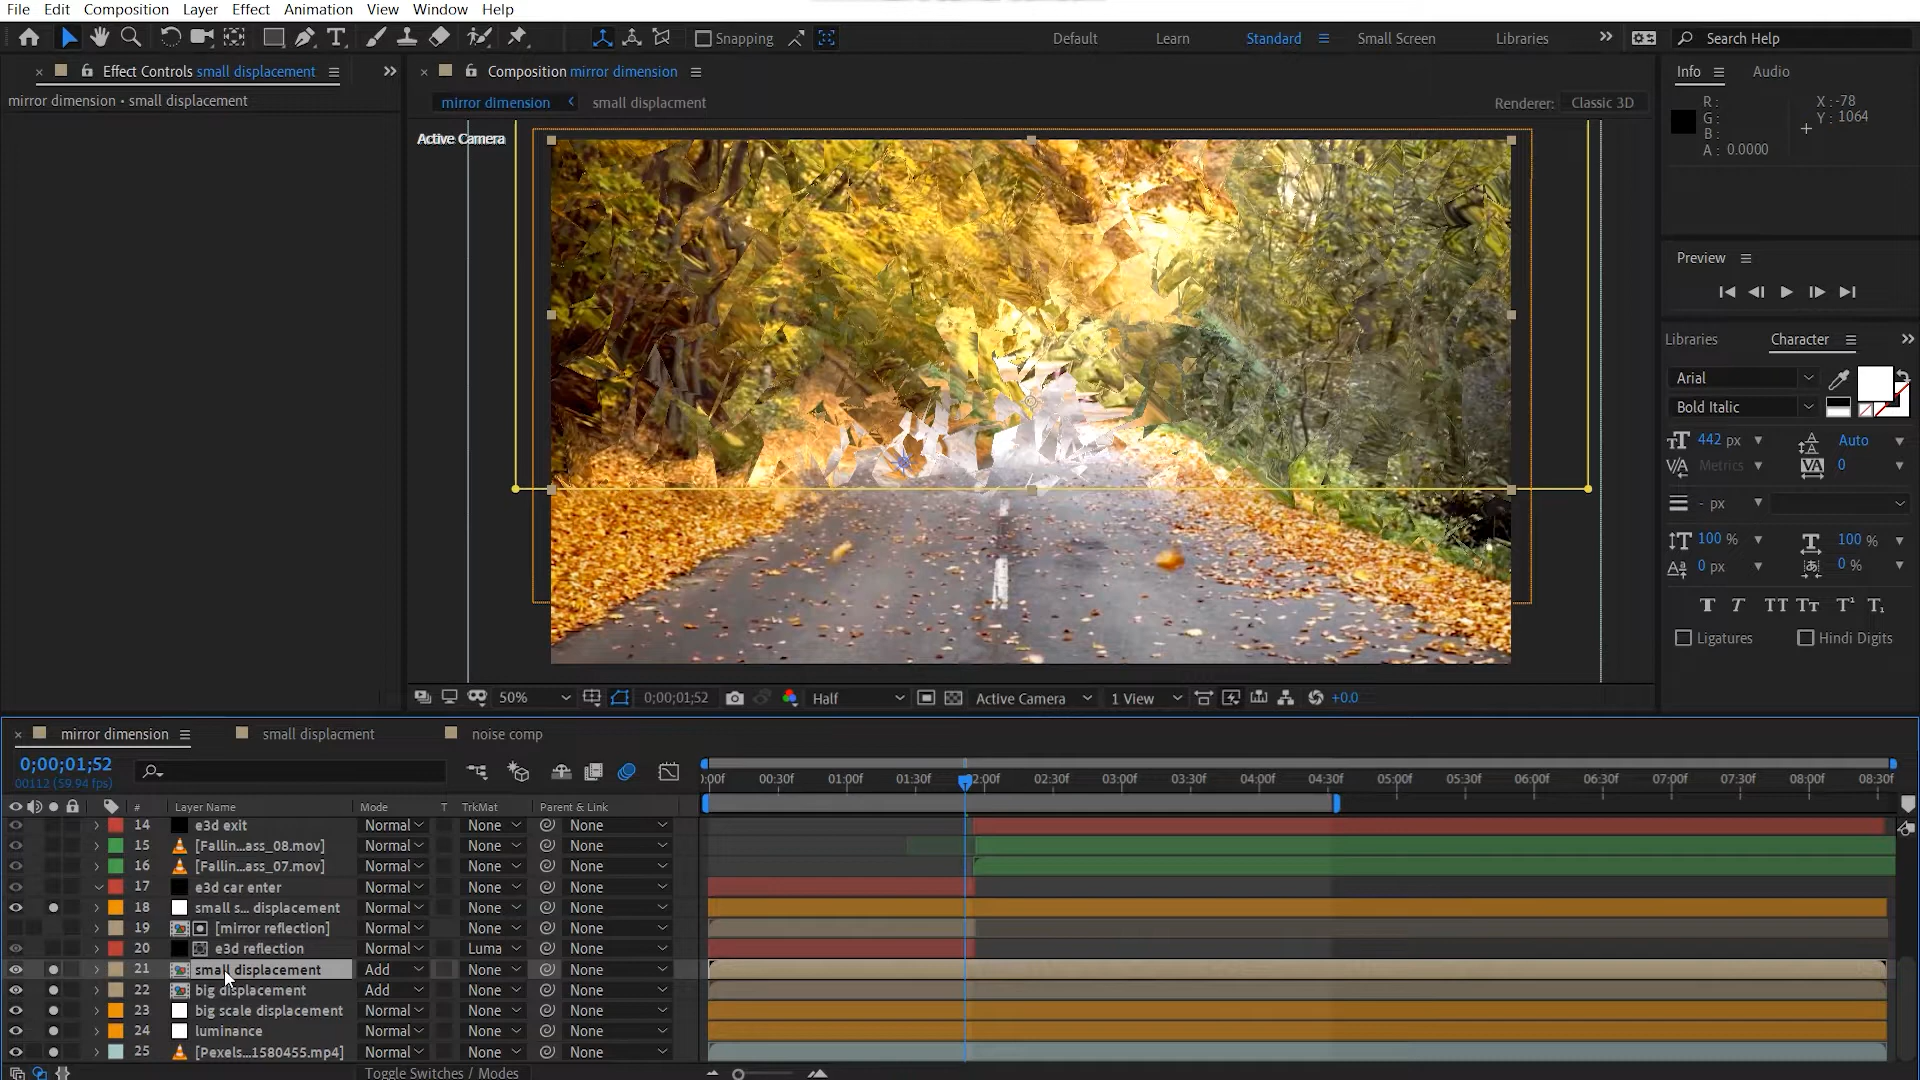 File Edit Composition Layer Effect Animation View Window Help
Snapping
Default Learn Standard Small Screen Libraries
Search Help
Effect Controls small displacement
Composition mirror dimension
Info Audio
mirror dimension • small displacement
mirror dimension small displacment
Renderer: Classic 3D
R :
G :
B :
A : 0.0000
X : -78
Y : 1064
Active Camera
Preview
Libraries Character
Arial
Bold Italic
442 px Auto
Metrics 0
- px
100 % 100 %
0 px 0 %
Ligatures Hindi Digits
50% 0;00;01;52 Half Active Camera 1 View +0.0
mirror dimension small displacment noise comp
0;00;01;52
00112 (59.94 fps)
):00f 00:30f 01:00f 01:30f 02:00f 02:30f 03:00f 03:30f 04:00f 04:30f 05:00f 05:30f 06:00f 06:30f 07:00f 07:30f 08:00f 08:30f
# Layer Name Mode T TrkMat Parent & Link
14 e3d exit Normal None None
15 [Fallin...ass_08.mov] Normal None None
16 [Fallin...ass_07.mov] Normal None None
17 e3d car enter Normal None None
18 small s... displacement Normal None None
19 [mirror reflection] Normal None None
20 e3d reflection Normal Luma None
21 small displacement Add None None
22 big displacement Add None None
23 big scale displacement Normal None None
24 luminance Normal None None
25 [Pexels...1580455.mp4] Normal None None
Toggle Switches / Modes